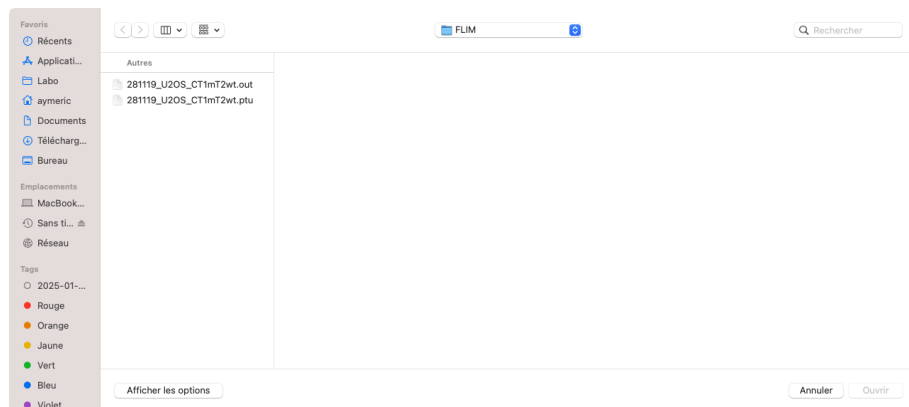 Favoris
Récents
Applicati...
Labo
aymeric
Documents
Télécharg...
Bureau
Emplacements
MacBook...
Sans ti...
Réseau
Tags
2025-01-...
Rouge
Orange
Jaune
Vert
Bleu
Violet
FLIM
Rechercher
Autres
281119_U2OS_CT1mT2wt.out
281119_U2OS_CT1mT2wt.ptu
Afficher les options
Annuler
Ouvrir